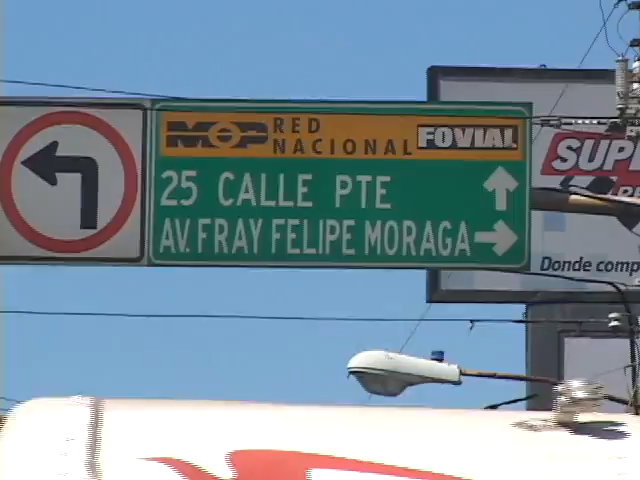 MOP RED NACIONAL FOVIAL
25 CALLE PTE
AV. FRAY FELIPE MORAGA
SUP
Donde comp